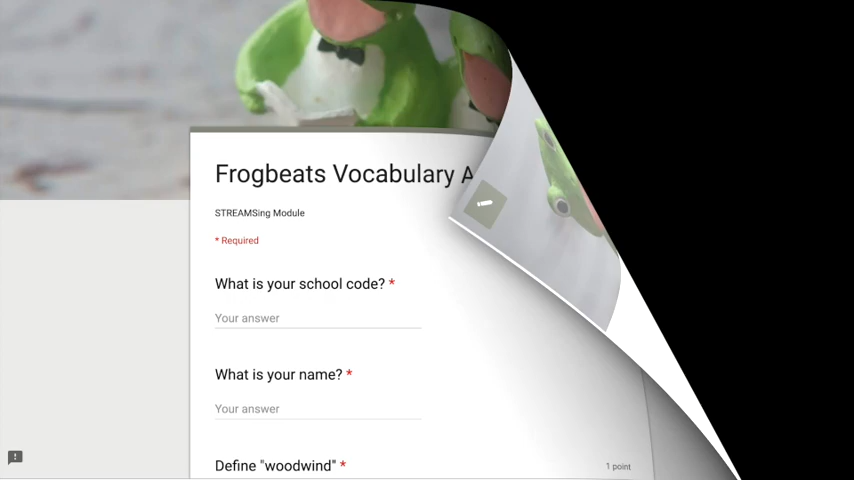 Frogbeats Vocabulary A
STREAMSing Module
* Required
What is your school code? *
Your answer
What is your name? *
Your answer
Define "woodwind" *
1 point